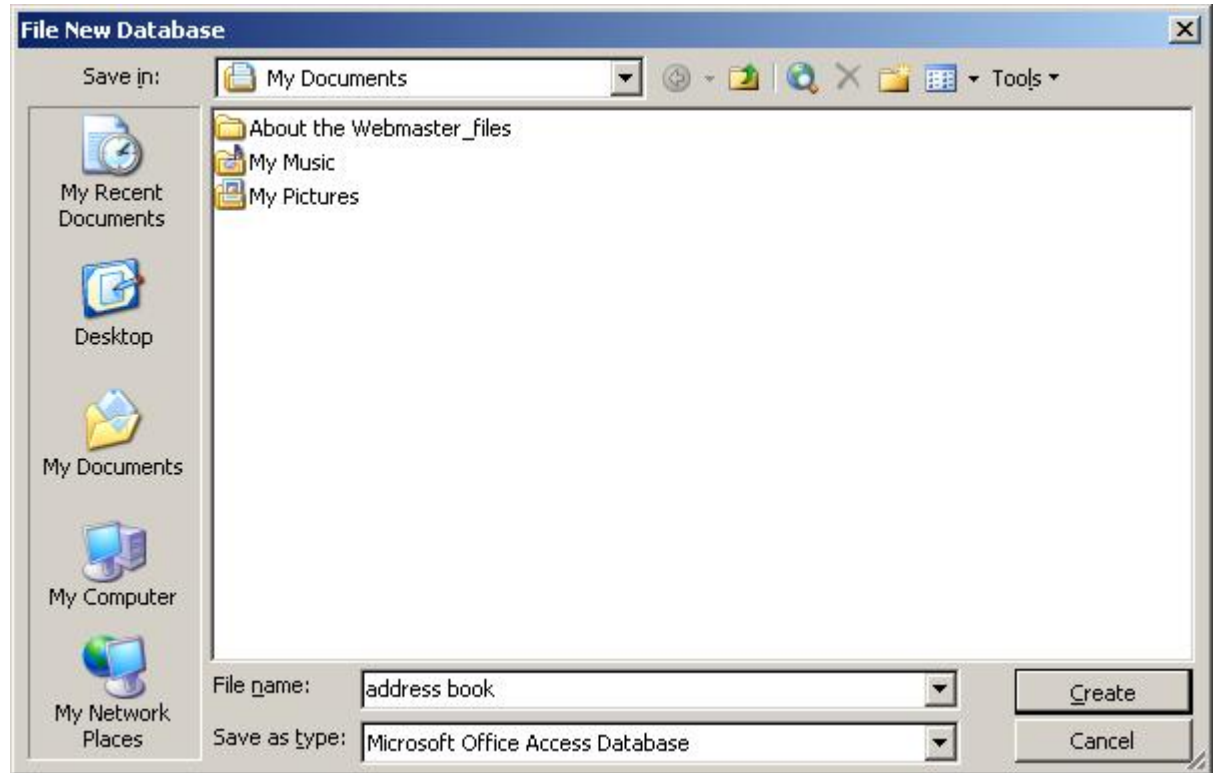 File New Database
Save in:
My Documents
Tools
My Recent
Documents
Desktop
My Documents
My Computer
My Network
Places
About the Webmaster_files
My Music
My Pictures
File name:
address book
Create
Save as type:
Microsoft Office Access Database
Cancel